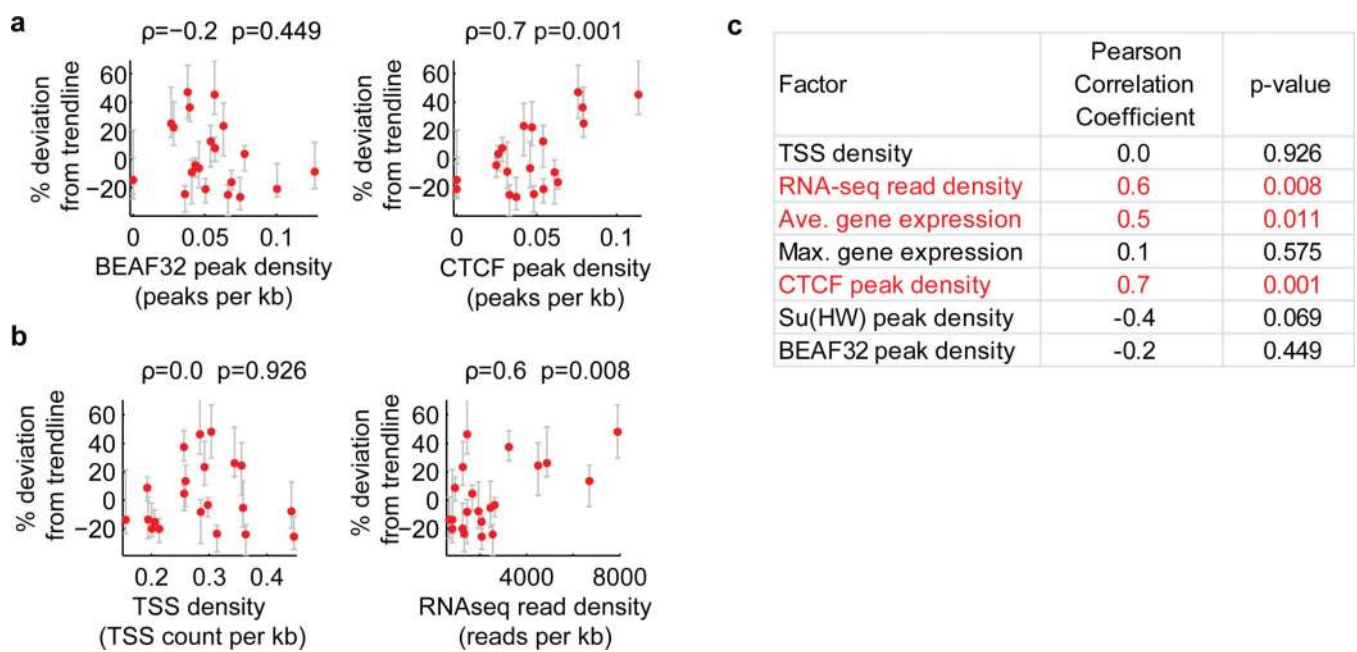 a
ρ=−0.2 p=0.449
% deviation
from trendline
60
40
20
0
−20
0
0.05
0.1
BEAF32 peak density
(peaks per kb)
ρ=0.7 p=0.001
% deviation
from trendline
60
40
20
0
−20
0
0.05
0.1
CTCF peak density
(peaks per kb)
b
ρ=0.0 p=0.926
% deviation
from trendline
60
40
20
0
−20
0.2
0.3
0.4
TSS density
(TSS count per kb)
ρ=0.6 p=0.008
% deviation
from trendline
60
40
20
0
−20
4000
8000
RNAseq read density
(reads per kb)
c
Factor
Pearson
Correlation
Coefficient
p-value
TSS density 0.0 0.926
RNA-seq read density 0.6 0.008
Ave. gene expression 0.5 0.011
Max. gene expression 0.1 0.575
CTCF peak density 0.7 0.001
Su(HW) peak density -0.4 0.069
BEAF32 peak density -0.2 0.449